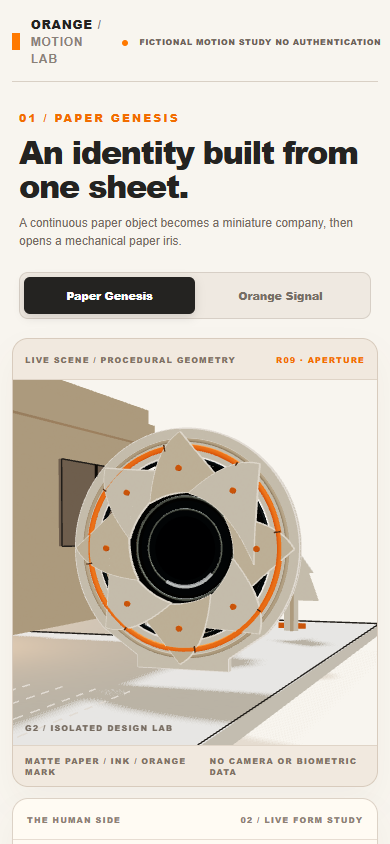 ORANGE /
MOTION
LAB
FICTIONAL MOTION STUDY NO AUTHENTICATION
01 / PAPER GENESIS
An identity built from
one sheet.
A continuous paper object becomes a miniature company, then
opens a mechanical paper iris.
Paper Genesis
Orange Signal
LIVE SCENE / PROCEDURAL GEOMETRY
R09 · APERTURE
G2 / ISOLATED DESIGN LAB
MATTE PAPER / INK / ORANGE
MARK
NO CAMERA OR BIOMETRIC
DATA
THE HUMAN SIDE
02 / LIVE FORM STUDY